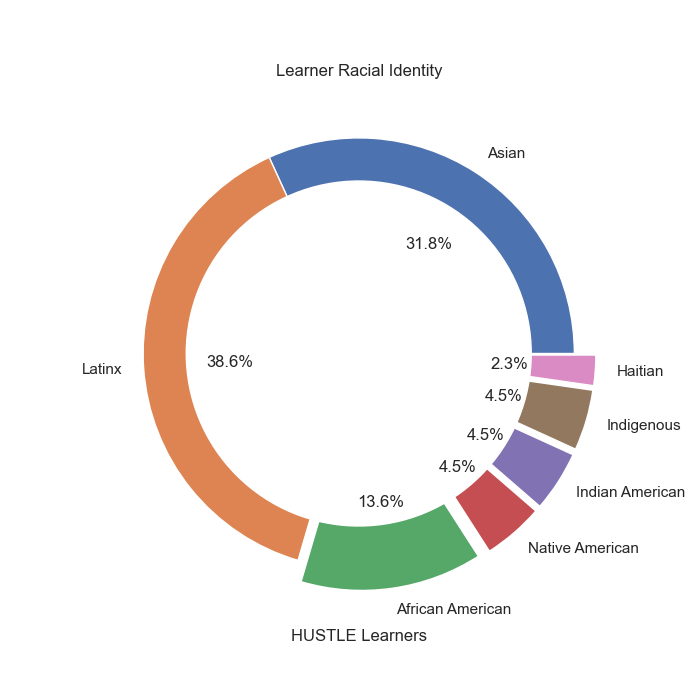 Learner Racial Identity
Asian
31.8%
38.6%
Latinx
2.3%
Haitian
4.5%
Indigenous
4.5%
Indian American
4.5%
Native American
13.6%
African American
HUSTLE Learners